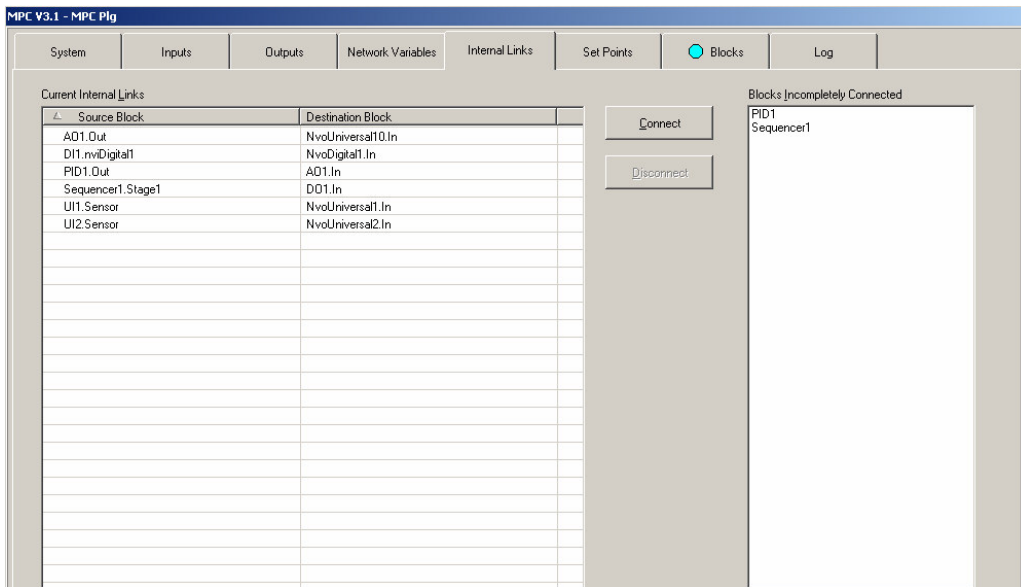 MPC V3.1 - MPC Plg
System Inputs Outputs Network Variables Internal Links Set Points Blocks Log
Current Internal Links
Source Block Destination Block
AO1.Out NvoUniversal10.In
DI1.nviDigital1 NvoDigital1.In
PID1.Out AO1.In
Sequencer1.Stage1 DO1.In
UI1.Sensor NvoUniversal1.In
UI2.Sensor NvoUniversal2.In
Connect
Disconnect
Blocks Incompletely Connected
PID1
Sequencer1